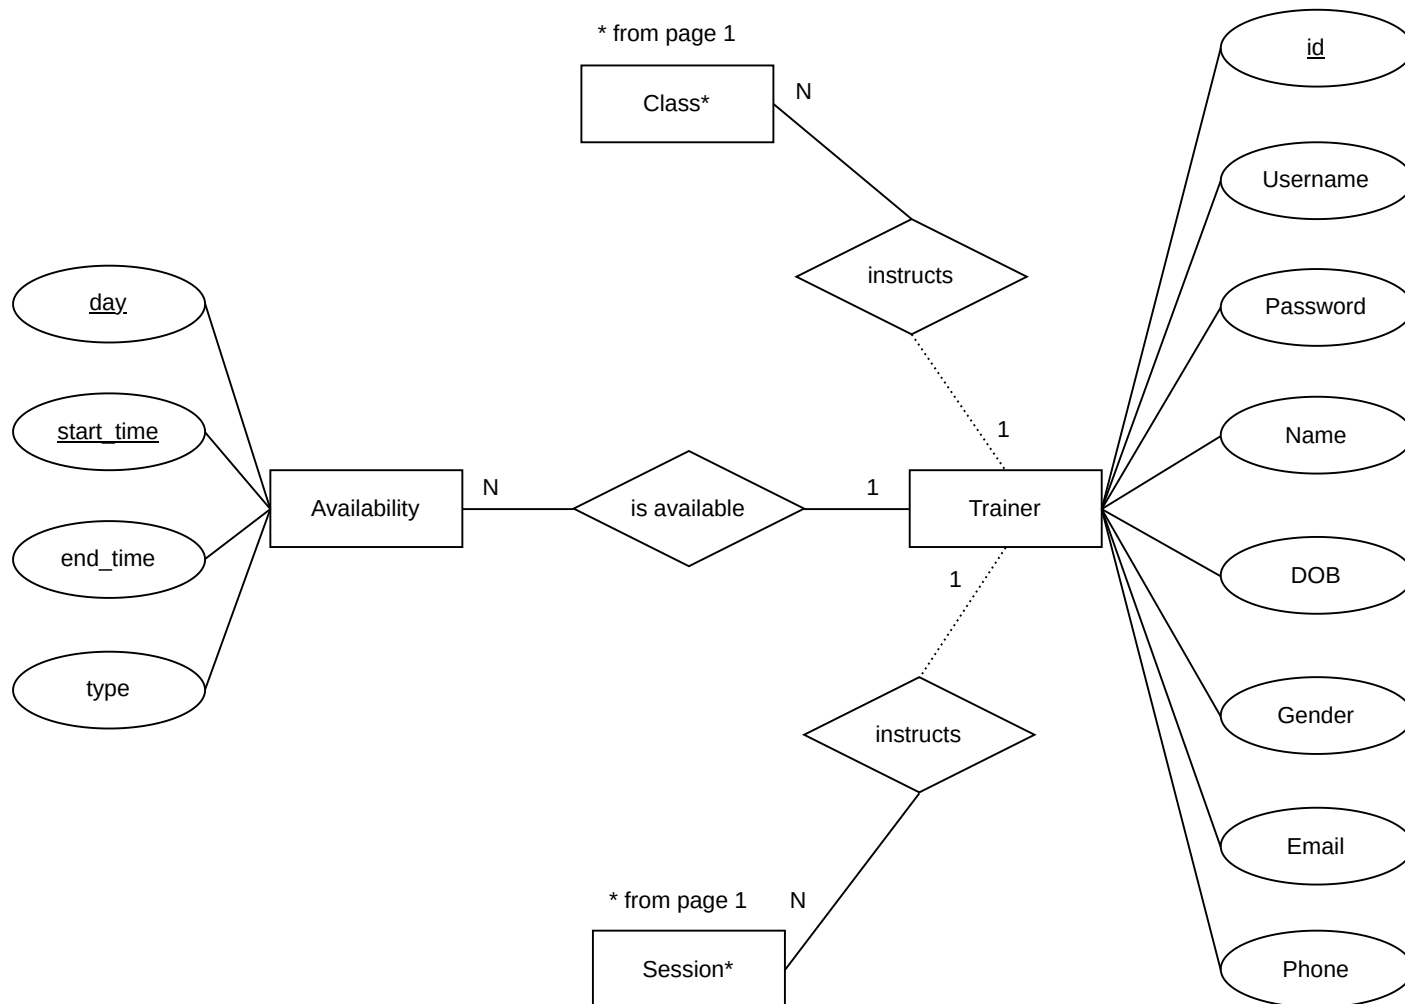 * from page 1
Class*
N
id
Username
instructs
Password
day
start_time
1
Name
Availability
N
is available
1
Trainer
end_time
1
DOB
type
instructs
Gender
Email
* from page 1
N
Session*
Phone